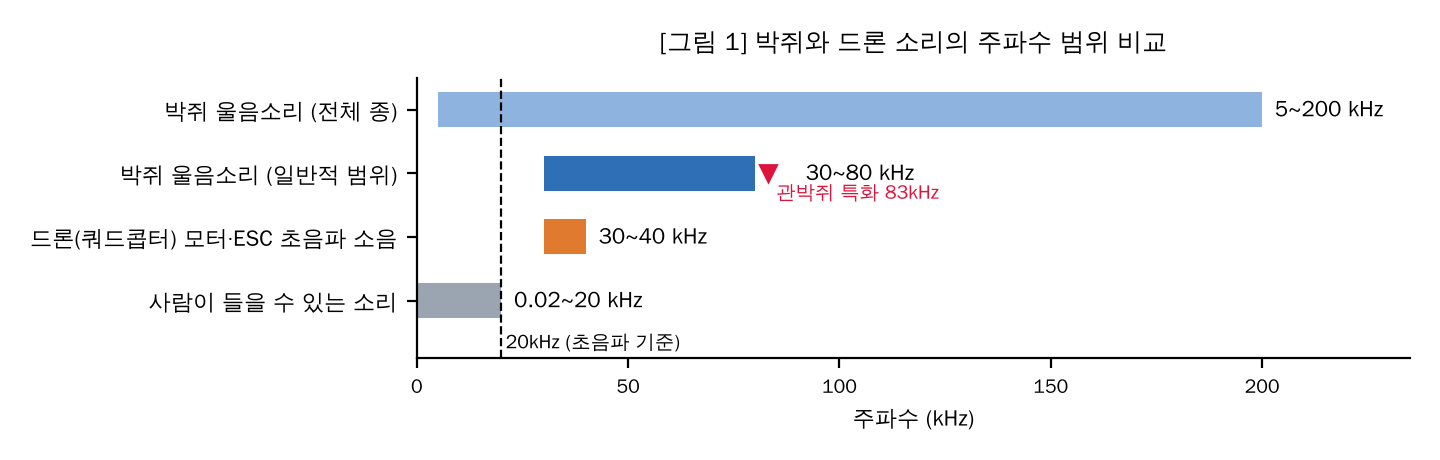 [그림 1] 박쥐와 드론 소리의 주파수 범위 비교
박쥐 울음소리 (전체 종)
5~200 kHz
박쥐 울음소리 (일반적 범위)
30~80 kHz
관박쥐 특화 83kHz
드론(쿼드콥터) 모터·ESC 초음파 소음
30~40 kHz
사람이 들을 수 있는 소리
0.02~20 kHz
20kHz (초음파 기준)
0 50 100 150 200
주파수 (kHz)